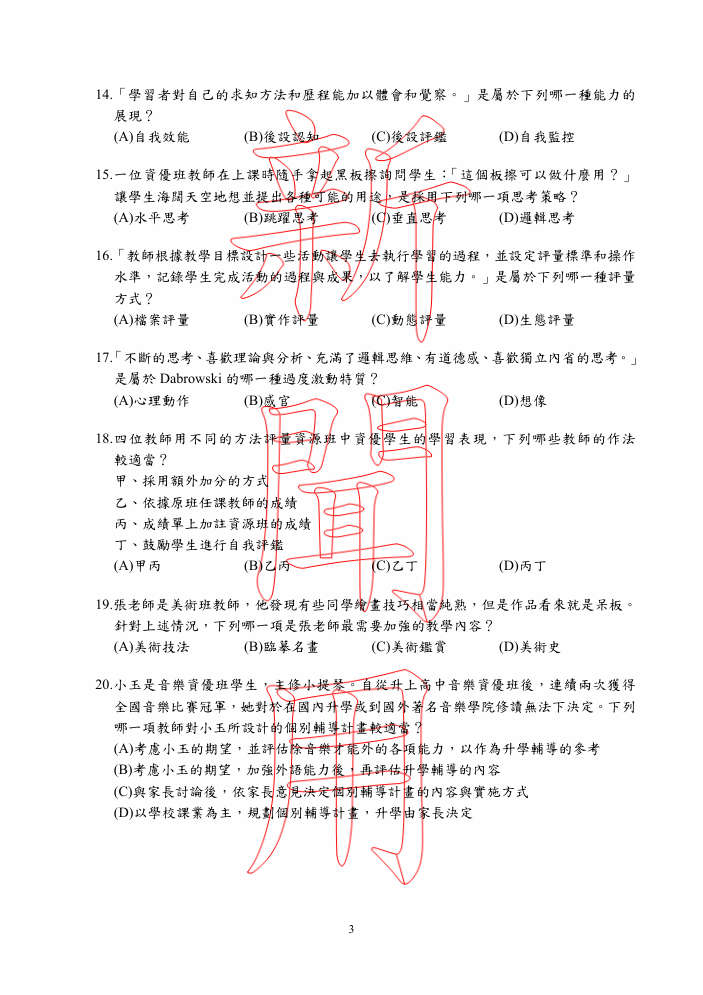 14.「學習者對自己的求知方法和歷程能加以體會和覺察。」是屬於下列哪一種能力的
展現？
(A)自我效能 (B)後設認知 (C)後設評鑑 (D)自我監控
15.一位資優班教師在上課時隨手拿起黑板擦詢問學生：「這個板擦可以做什麼用？」
讓學生海闊天空地想並提出各種可能的用途，是採用下列哪一項思考策略？
(A)水平思考 (B)跳躍思考 (C)垂直思考 (D)邏輯思考
16.「教師根據教學目標設計一些活動讓學生去執行學習的過程，並設定評量標準和操作
水準，記錄學生完成活動的過程與成果，以了解學生能力。」是屬於下列哪一種評量
方式？
(A)檔案評量 (B)實作評量 (C)動態評量 (D)生態評量
17.「不斷的思考、喜歡理論與分析、充滿了邏輯思維、有道德感、喜歡獨立內省的思考。」
是屬於 Dabrowski 的哪一種過度激動特質？
(A)心理動作 (B)感官 (C)智能 (D)想像
18.四位教師用不同的方法評量資源班中資優學生的學習表現，下列哪些教師的作法
較適當？
甲、採用額外加分的方式
乙、依據原班任課教師的成績
丙、成績單上加註資源班的成績
丁、鼓勵學生進行自我評鑑
(A)甲丙 (B)乙丙 (C)乙丁 (D)丙丁
19.張老師是美術班教師，他發現有些同學繪畫技巧相當純熟，但是作品看來就是呆板。
針對上述情況，下列哪一項是張老師最需要加強的教學內容？
(A)美術技法 (B)臨摹名畫 (C)美術鑑賞 (D)美術史
20.小玉是音樂資優班學生，主修小提琴。自從升上高中音樂資優班後，連續兩次獲得
全國音樂比賽冠軍，她對於在國內升學或到國外著名音樂學院修讀無法下決定。下列
哪一項教師對小玉所設計的個別輔導計畫較適當？
(A)考慮小玉的期望，並評估除音樂才能外的各項能力，以作為升學輔導的參考
(B)考慮小玉的期望，加強外語能力後，再評估升學輔導的內容
(C)與家長討論後，依家長意見決定個別輔導計畫的內容與實施方式
(D)以學校課業為主，規劃個別輔導計畫，升學由家長決定
新聞用
3